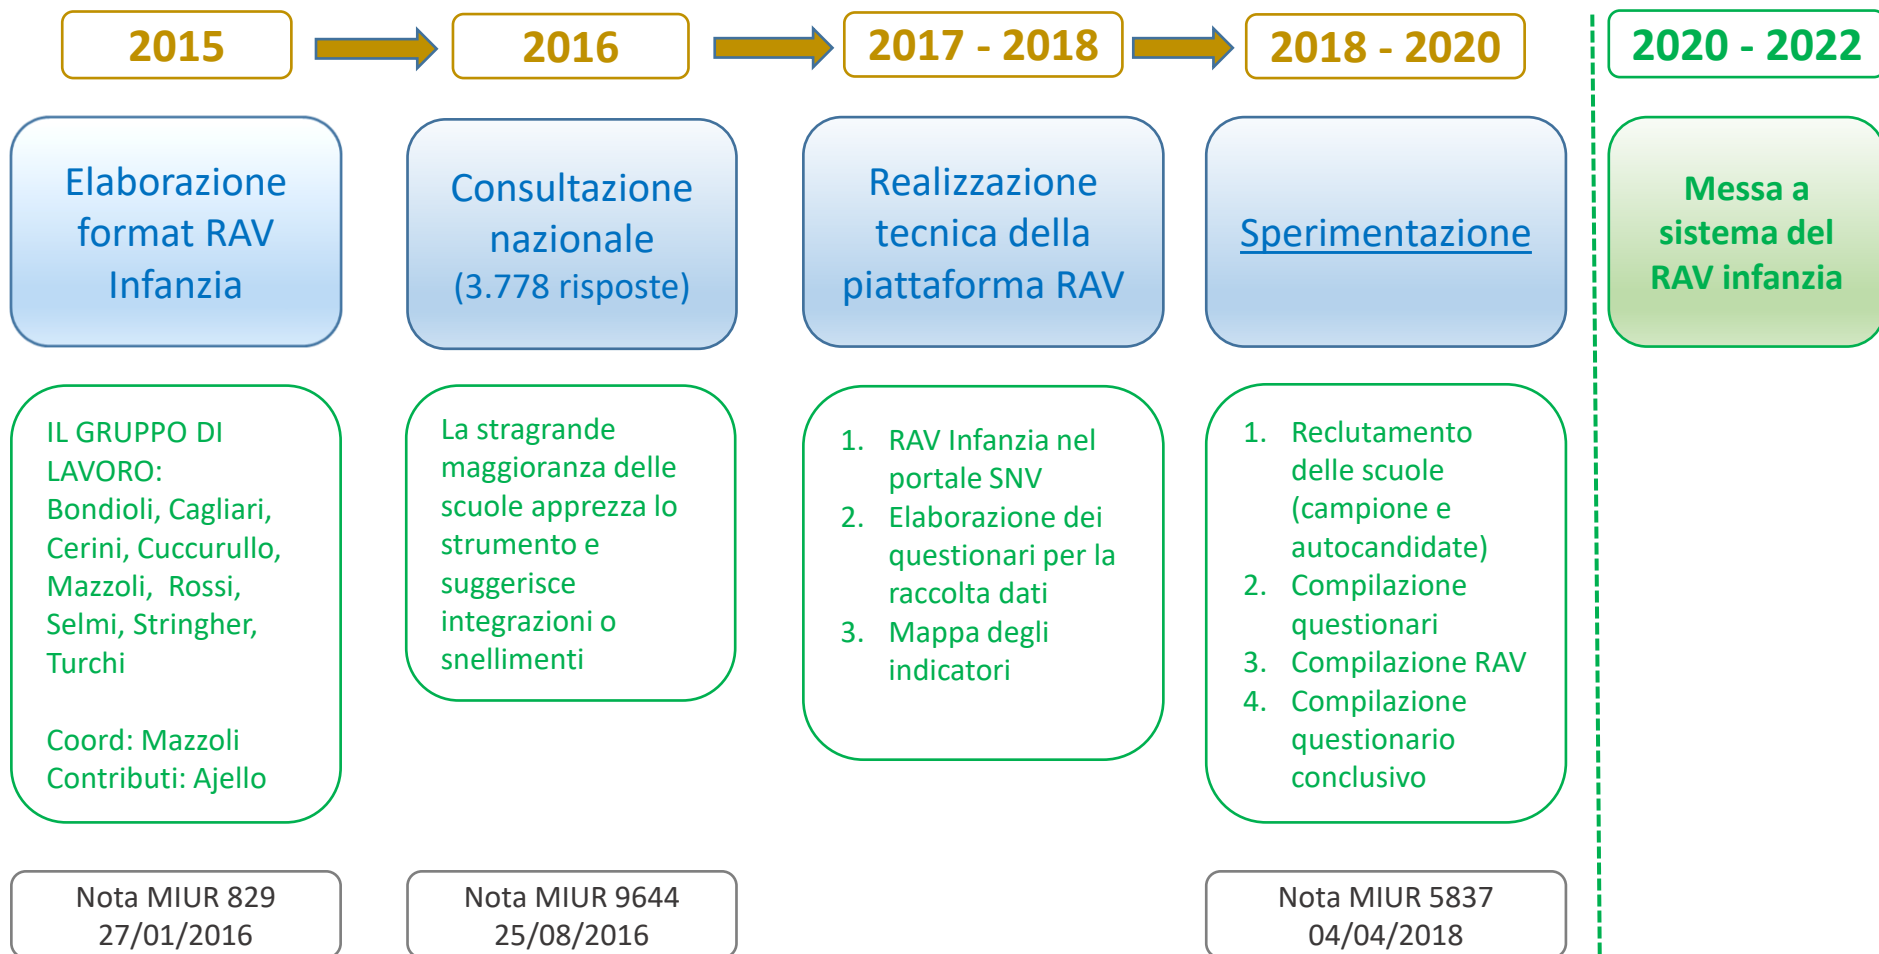 2015
2016
2017 - 2018
2018 - 2020
2020 - 2022
Elaborazione
format RAV
Infanzia
Consultazione
nazionale
(3.778 risposte)
Realizzazione
tecnica della
piattaforma RAV
Sperimentazione
Messa a
sistema del
RAV infanzia
IL GRUPPO DI
LAVORO:
Bondioli, Cagliari,
Cerini, Cuccurullo,
Mazzoli, Rossi,
Selmi, Stringher,
Turchi
Coord: Mazzoli
Contributi: Ajello
La stragrande
maggioranza delle
scuole apprezza lo
strumento e
suggerisce
integrazioni o
snellimenti
1. RAV Infanzia nel
portale SNV
2. Elaborazione dei
questionari per la
raccolta dati
3. Mappa degli
indicatori
1. Reclutamento
delle scuole
(campione e
autocandidate)
2. Compilazione
questionari
3. Compilazione RAV
4. Compilazione
questionario
conclusivo
Nota MIUR 829
27/01/2016
Nota MIUR 9644
25/08/2016
Nota MIUR 5837
04/04/2018